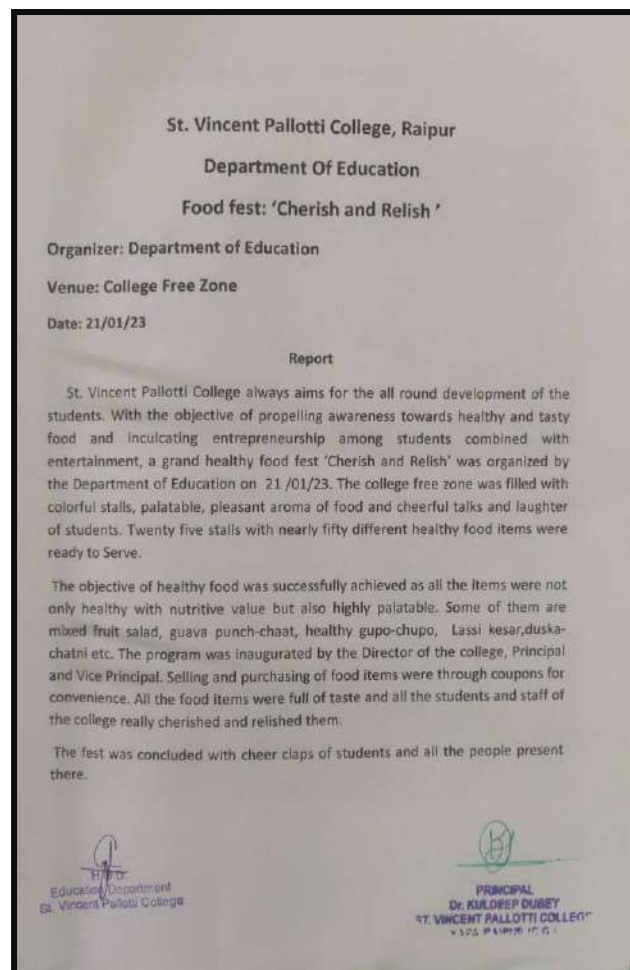 St. Vincent Pallotti College, Raipur
Department Of Education
Food fest: ‘Cherish and Relish ’
Organizer: Department of Education
Venue: College Free Zone
Date: 21/01/23
Report
St. Vincent Pallotti College always aims for the all round development of the
students. With the objective of propelling awareness towards healthy and tasty
food and inculcating entrepreneurship among students combined with
entertainment, a grand healthy food fest ‘Cherish and Relish’ was organized by
the Department of Education on 21 /01/23. The college free zone was filled with
colorful stalls, palatable, pleasant aroma of food and cheerful talks and laughter
of students. Twenty five stalls with nearly fifty different healthy food items were
ready to Serve.
The objective of healthy food was successfully achieved as all the items were not
only healthy with nutritive value but also highly palatable. Some of them are
mixed fruit salad, guava punch-chaat, healthy gupo-chupo, Lassi kesar,duska-
chatni etc. The program was inaugurated by the Director of the college, Principal
and Vice Principal. Selling and purchasing of food items were through coupons for
convenience. All the food items were full of taste and all the students and staff of
the college really cherished and relished them.
The fest was concluded with cheer claps of students and all the people present
there.
H.O.D.
Education Department
St. Vincent Pallotti College
PRINCIPAL
Dr. KULDEEP DUBEY
ST. VINCENT PALLOTTI COLLEGE